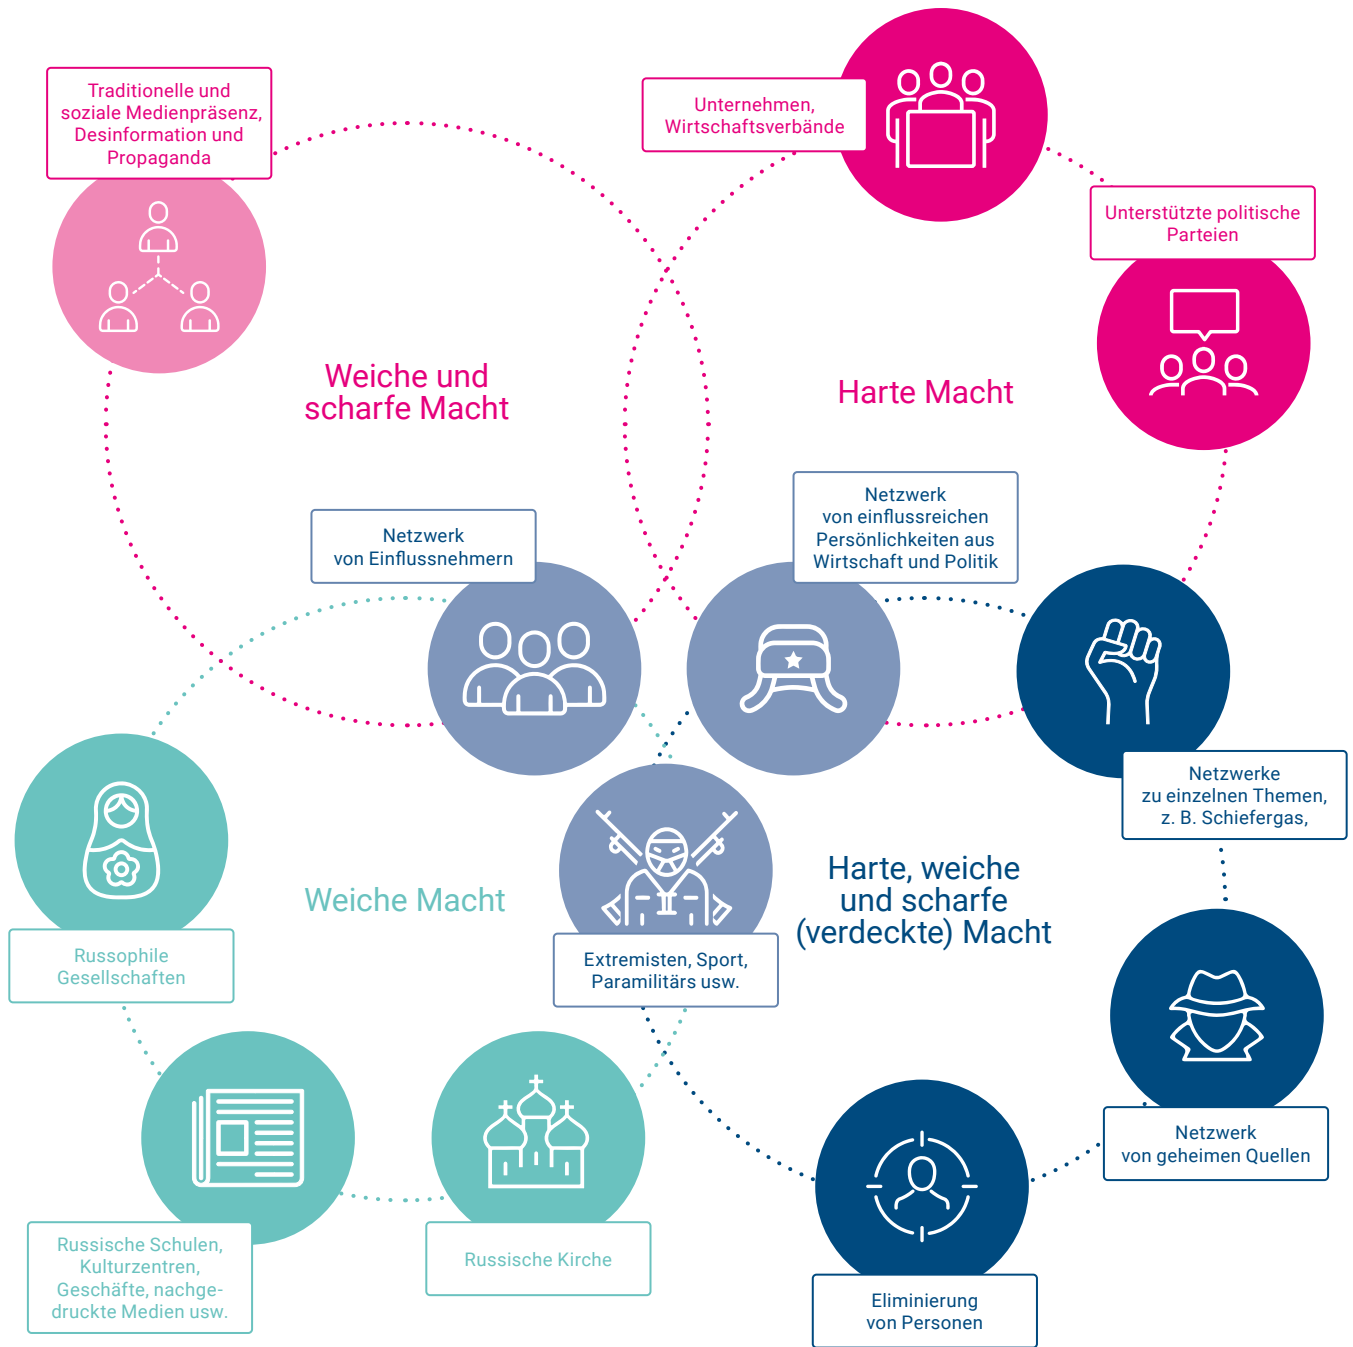 Traditionelle und
soziale Medienpräsenz,
Desinformation und
Propaganda
Unternehmen,
Wirtschaftsverbände
Unterstützte politische
Parteien
Weiche und
scharfe Macht
Harte Macht
Netzwerk
von Einflussnehmern
Netzwerk
von einflussreichen
Persönlichkeiten aus
Wirtschaft und Politik
Netzwerke
zu einzelnen Themen,
z. B. Schiefergas,
Weiche Macht
Harte, weiche
und scharfe
(verdeckte) Macht
Russophile
Gesellschaften
Extremisten, Sport,
Paramilitärs usw.
Netzwerk
von geheimen Quellen
Russische Schulen,
Kulturzentren,
Geschäfte, nachge-
druckte Medien usw.
Russische Kirche
Eliminierung
von Personen